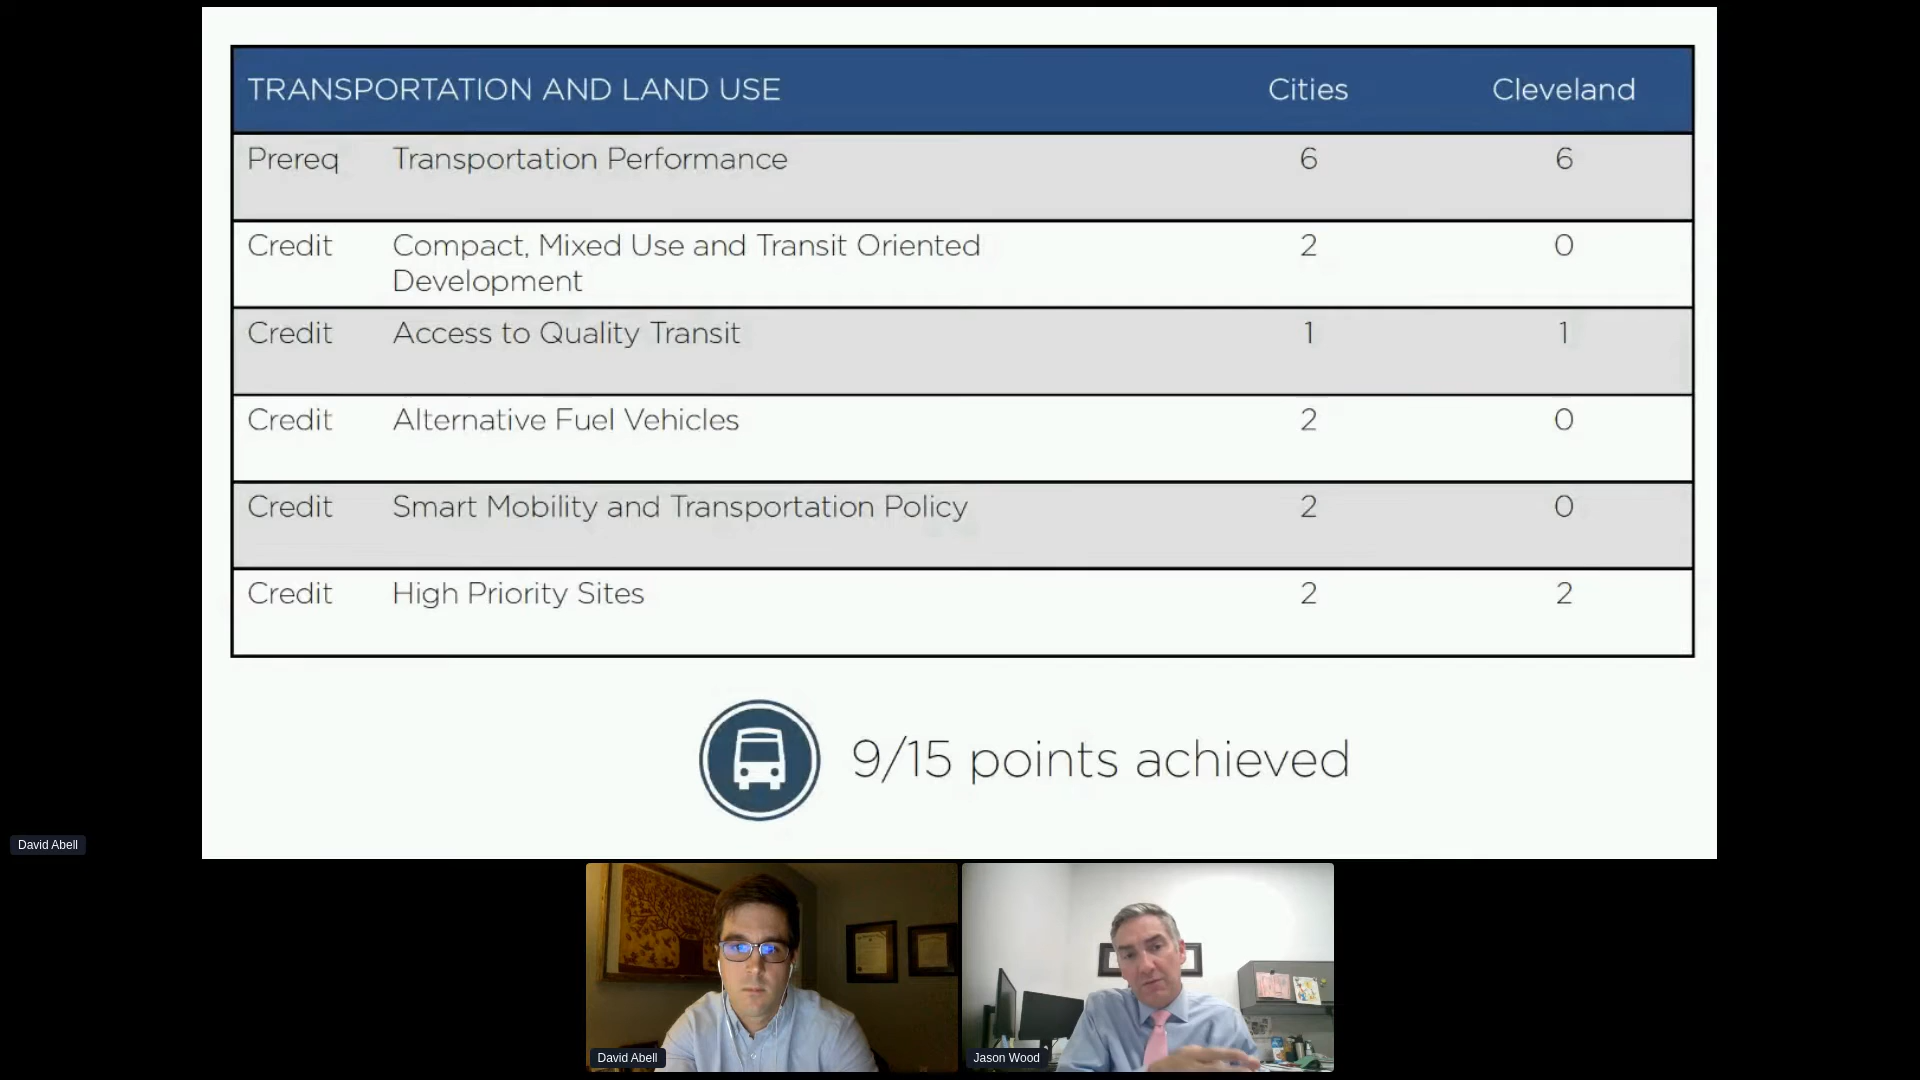 TRANSPORTATION AND LAND USE Cities Cleveland
Prereq Transportation Performance 6 6
Credit Compact, Mixed Use and Transit Oriented 2 0
Development
Credit Access to Quality Transit 1 1
Credit Alternative Fuel Vehicles 2 0
Credit Smart Mobility and Transportation Policy 2 0
Credit High Priority Sites 2 2
9/15 points achieved
David Abell
David Abell
Jason Wood